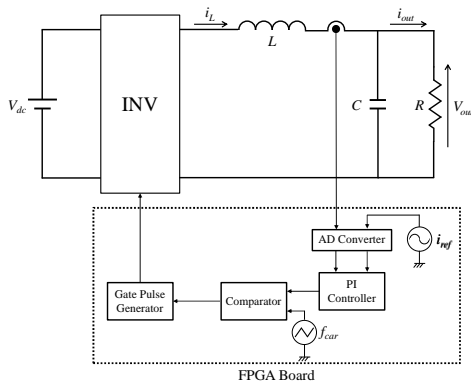 i_L
i_out
L
INV
V_dc
C
R
V_out
AD Converter
i_ref
PI
Controller
Gate Pulse
Generator
Comparator
f_car
FPGA Board